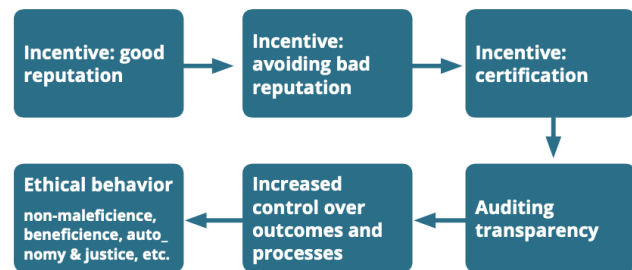 Incentive: good
reputation
Incentive:
avoiding bad
reputation
Incentive:
certification
Ethical behavior
non-maleficience,
beneficience, auto_
nomy & justice, etc.
Increased
control over
outcomes and
processes
Auditing
transparency